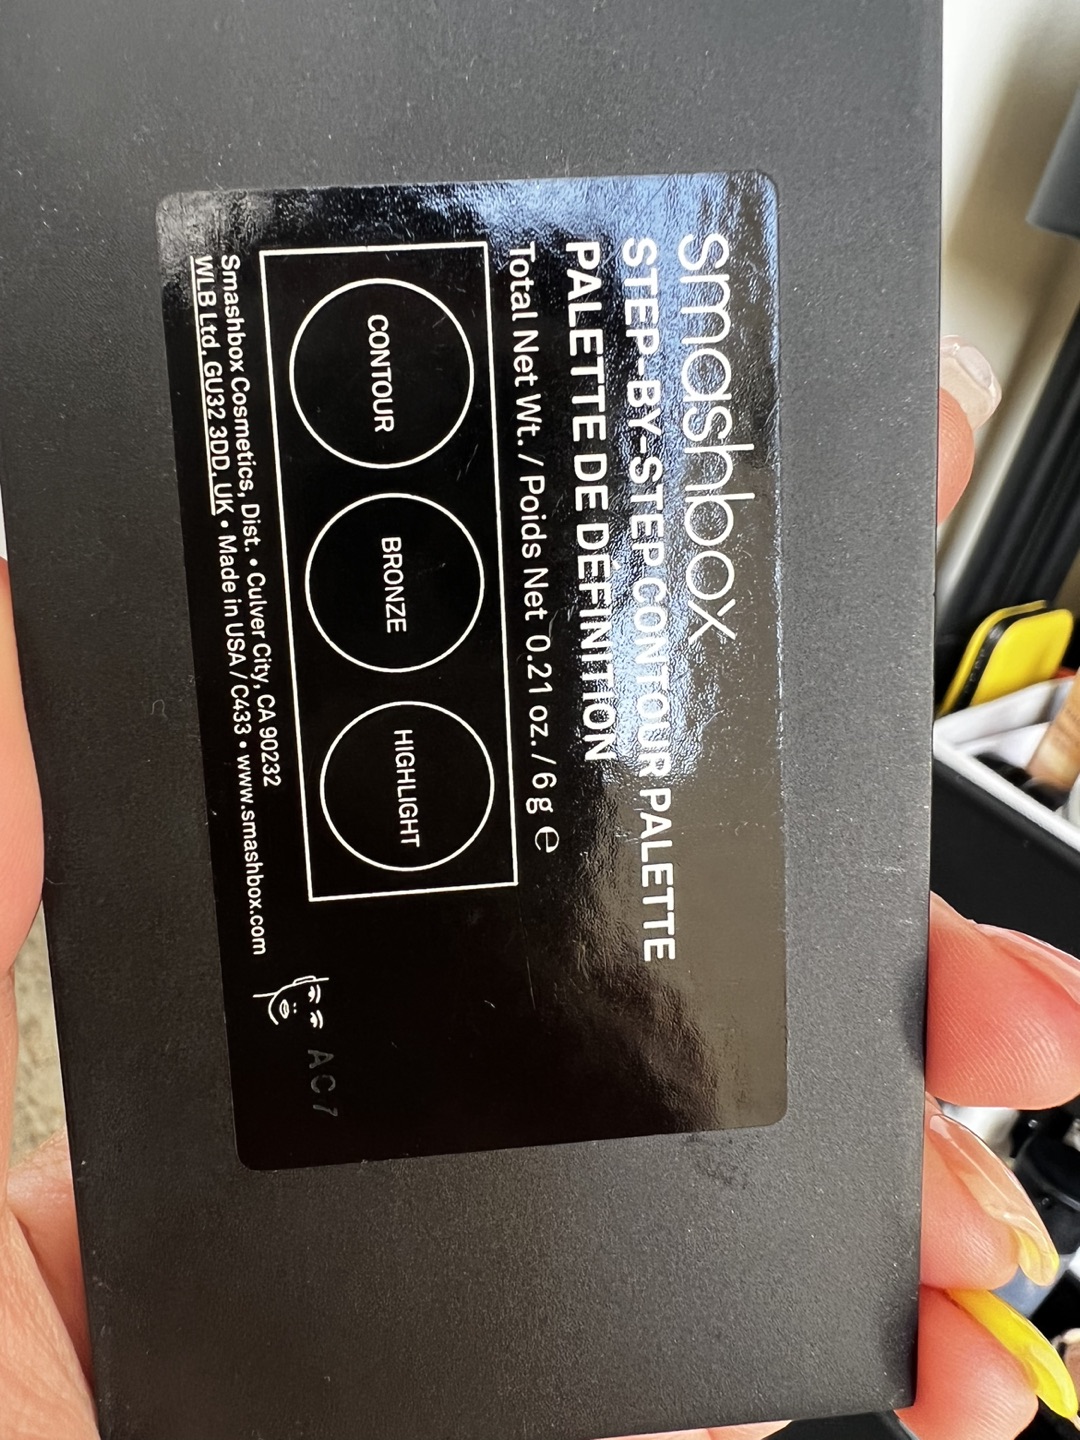 smashbox
STEP-BY-STEP CONTOUR PALETTE
PALETTE DE DÉFINITION
Total Net Wt. / Poids Net 0.21 oz. / 6 g ℮
CONTOUR
BRONZE
HIGHLIGHT
Smashbox Cosmetics, Dist. • Culver City, CA 90232
WLB Ltd, GU32 3DD, UK • Made in USA / C433 • www.smashbox.com
AC7